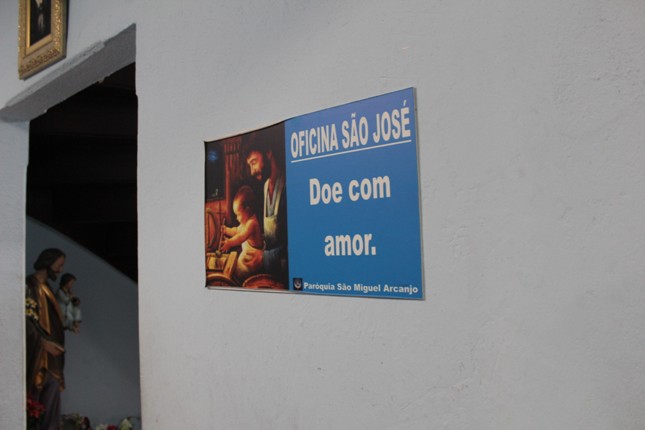 OFICINA SÃO JOSÉ
Doe com
amor.
Paróquia São Miguel Arcanjo